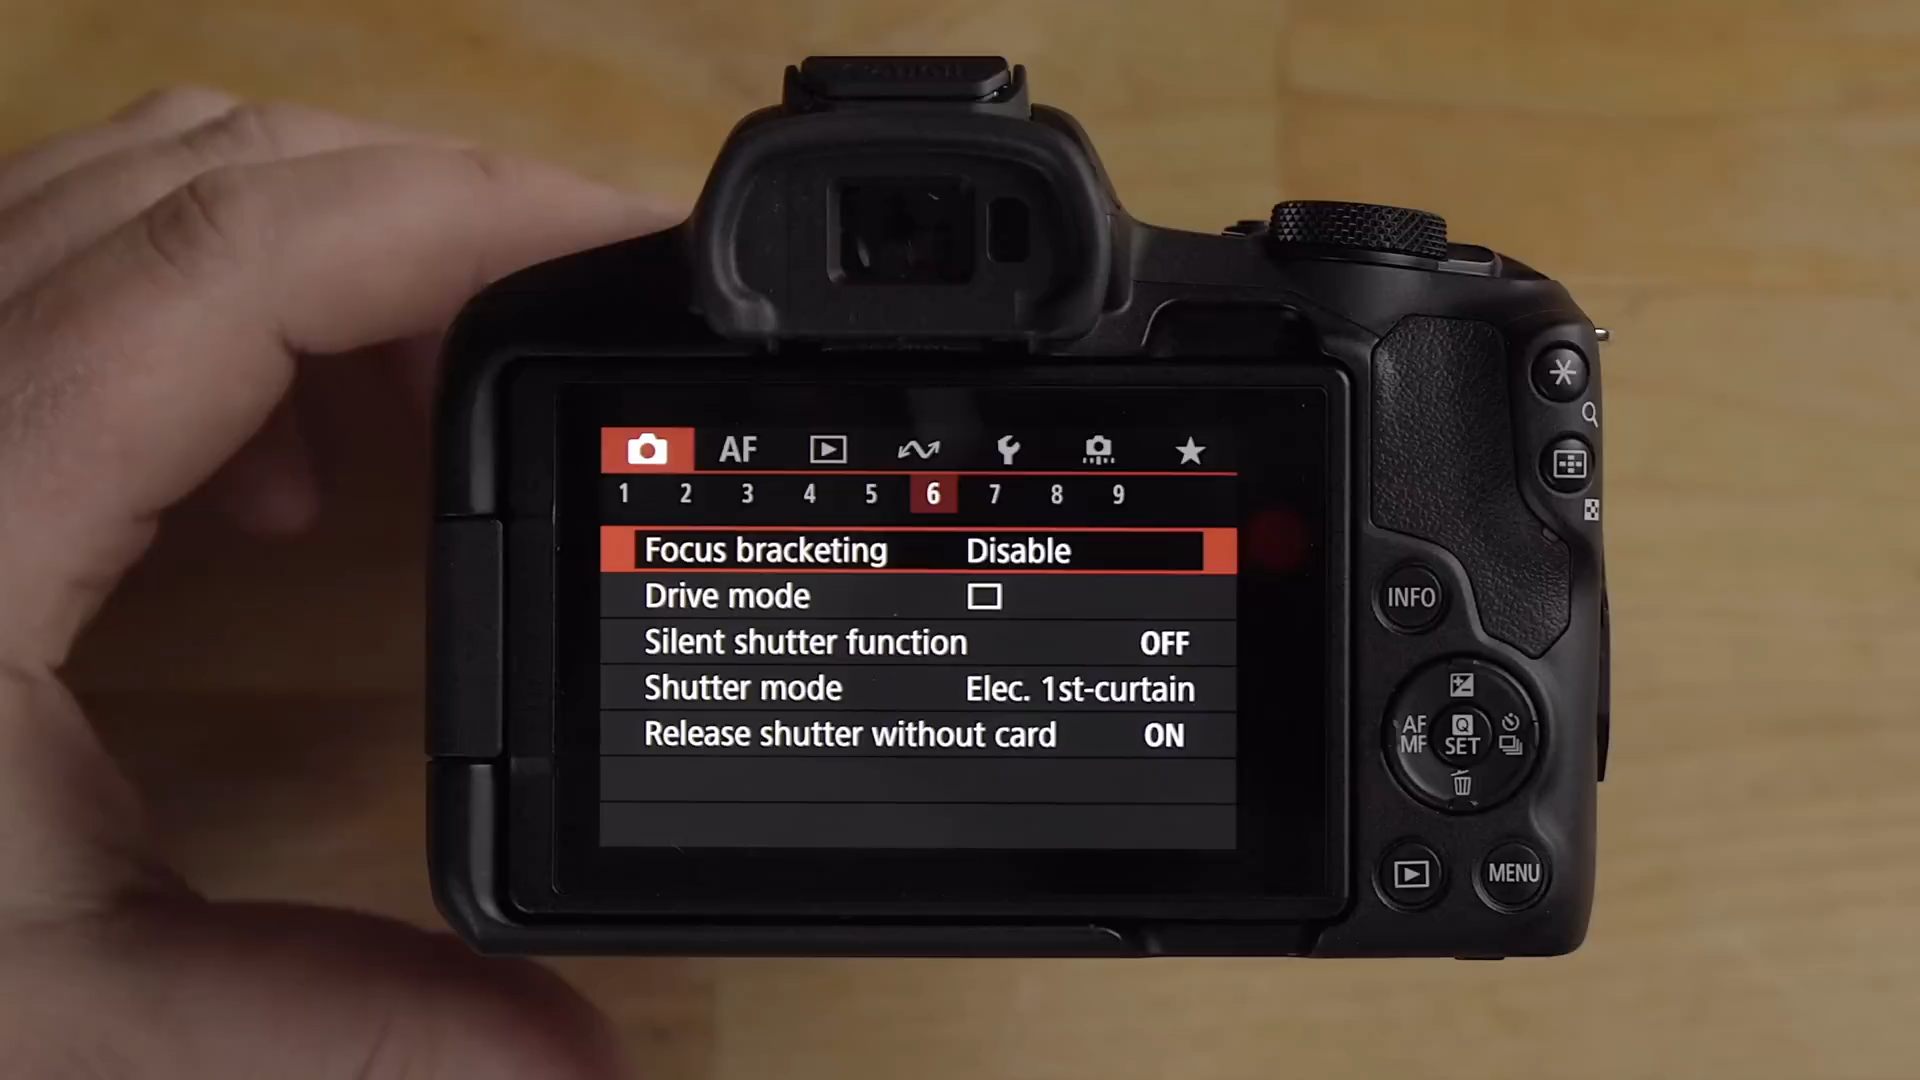 AF
1 2 3 4 5 6 7 8 9
Focus bracketing Disable
Drive mode
Silent shutter function OFF
Shutter mode Elec. 1st-curtain
Release shutter without card ON
INFO
AF
MF
Q
SET
MENU